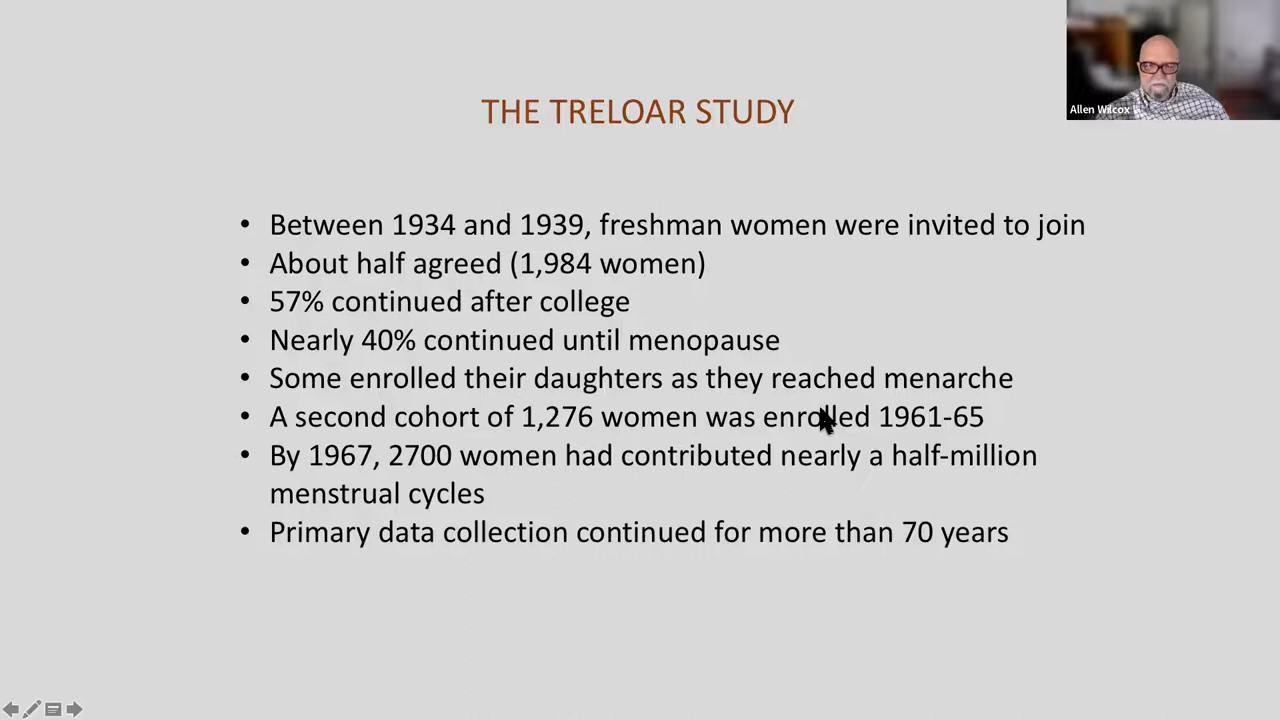 Allen Wilcox
THE TRELOAR STUDY
• Between 1934 and 1939, freshman women were invited to join
• About half agreed (1,984 women)
• 57% continued after college
• Nearly 40% continued until menopause
• Some enrolled their daughters as they reached menarche
• A second cohort of 1,276 women was enrolled 1961-65
• By 1967, 2700 women had contributed nearly a half-million
menstrual cycles
• Primary data collection continued for more than 70 years